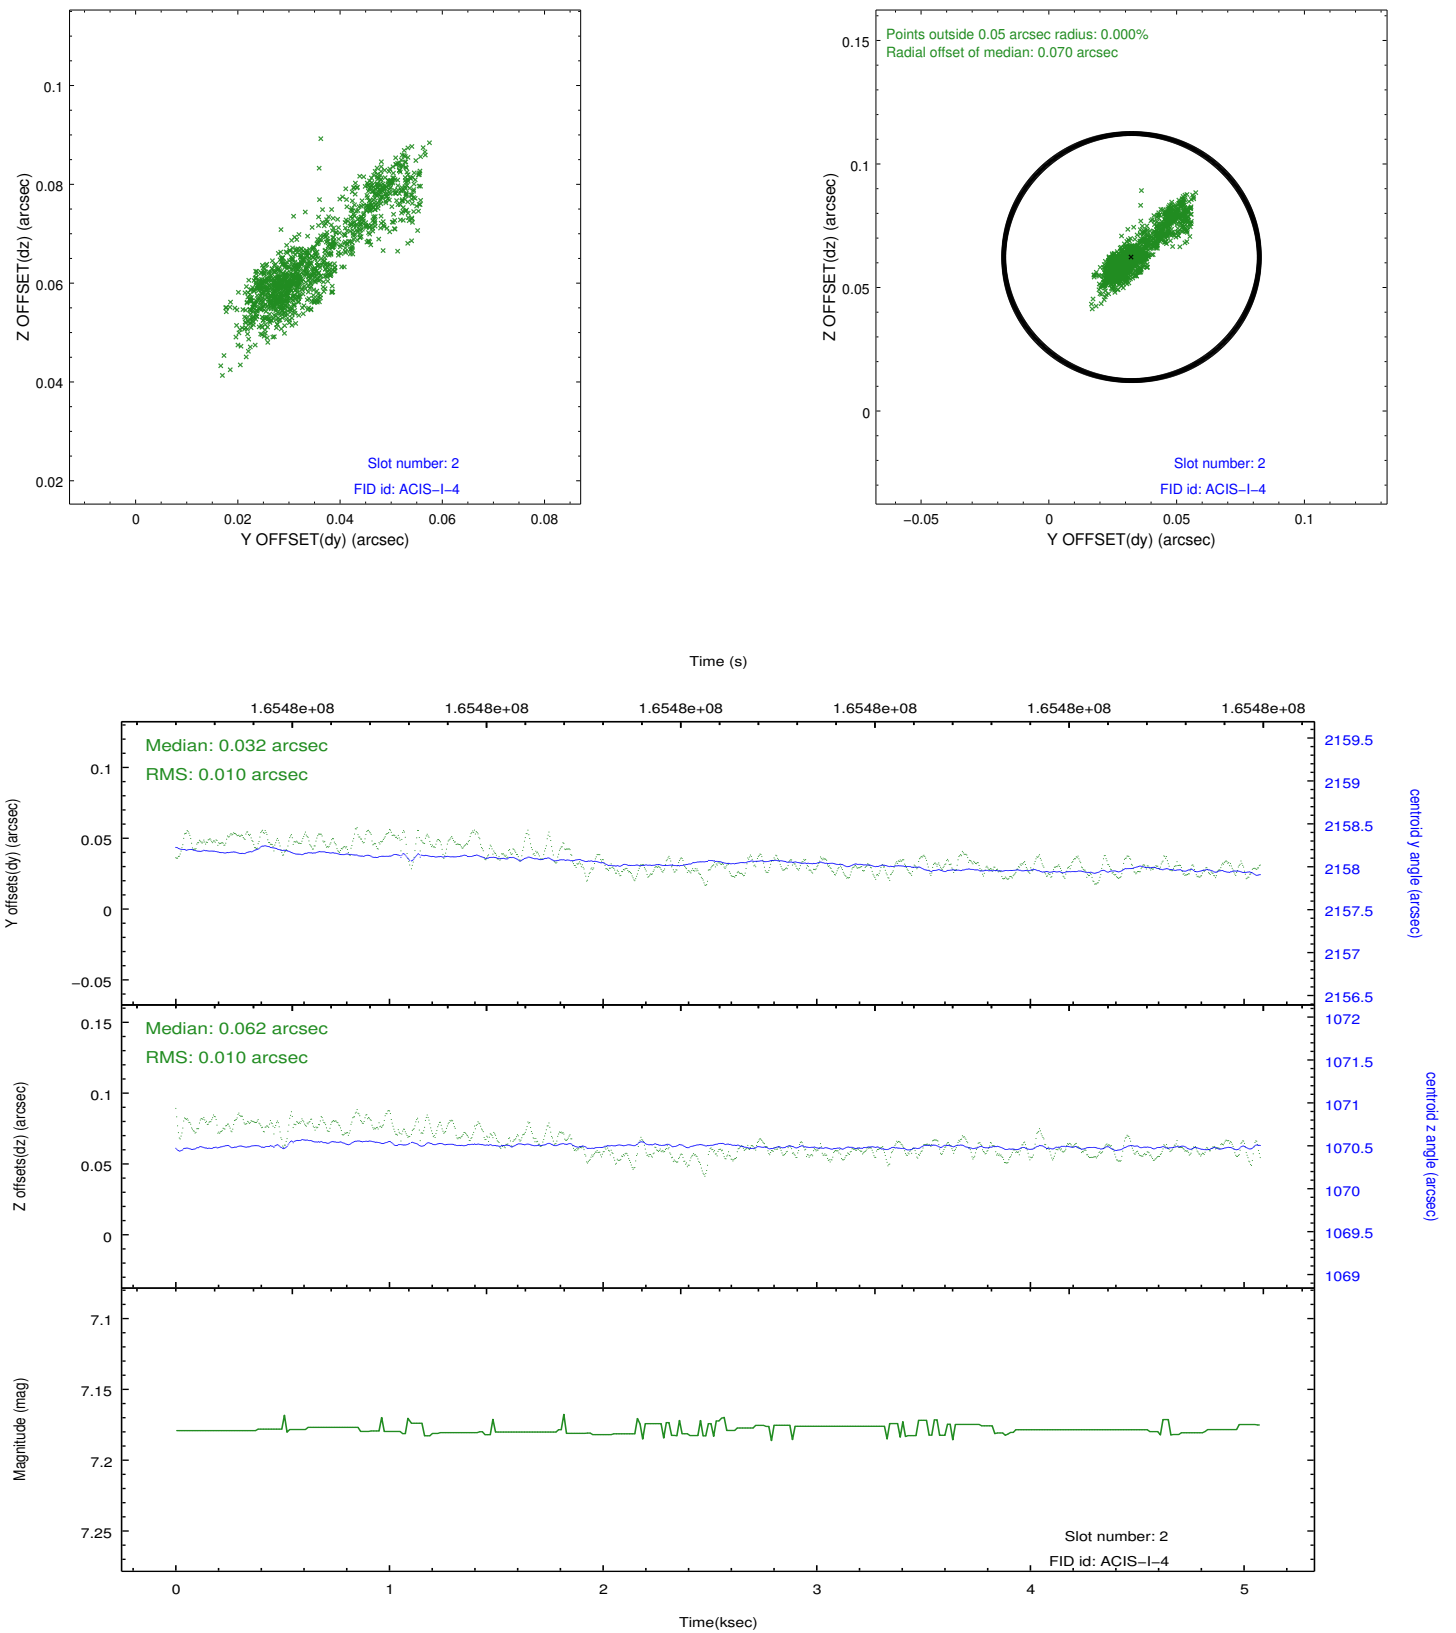 0.1
0.08
0.06
0.04
0.02
Z OFFSET(dz) (arcsec)
Slot number: 2
FID id: ACIS−I−4
0 0.02 0.04 0.06 0.08
Y OFFSET(dy) (arcsec)
Points outside 0.05 arcsec radius: 0.000%
Radial offset of median: 0.070 arcsec
0.15
0.1
0.05
0
Z OFFSET(dz) (arcsec)
Slot number: 2
FID id: ACIS−I−4
−0.05 0 0.05 0.1
Y OFFSET(dy) (arcsec)
Time (s)
1.6548e+08 1.6548e+08 1.6548e+08 1.6548e+08 1.6548e+08 1.6548e+08
Median: 0.032 arcsec
RMS: 0.010 arcsec
0.1
0.05
0
−0.05
Y offsets(dy) (arcsec)
2159.5
2159
2158.5
2158
2157.5
2157
2156.5
centroid y angle (arcsec)
Median: 0.062 arcsec
RMS: 0.010 arcsec
0.15
0.1
0.05
0
Z offsets(dz) (arcsec)
1072
1071.5
1071
1070.5
1070
1069.5
1069
centroid z angle (arcsec)
7.1
7.15
7.2
7.25
Magnitude (mag)
Slot number: 2
FID id: ACIS−I−4
0 1 2 3 4 5
Time(ksec)